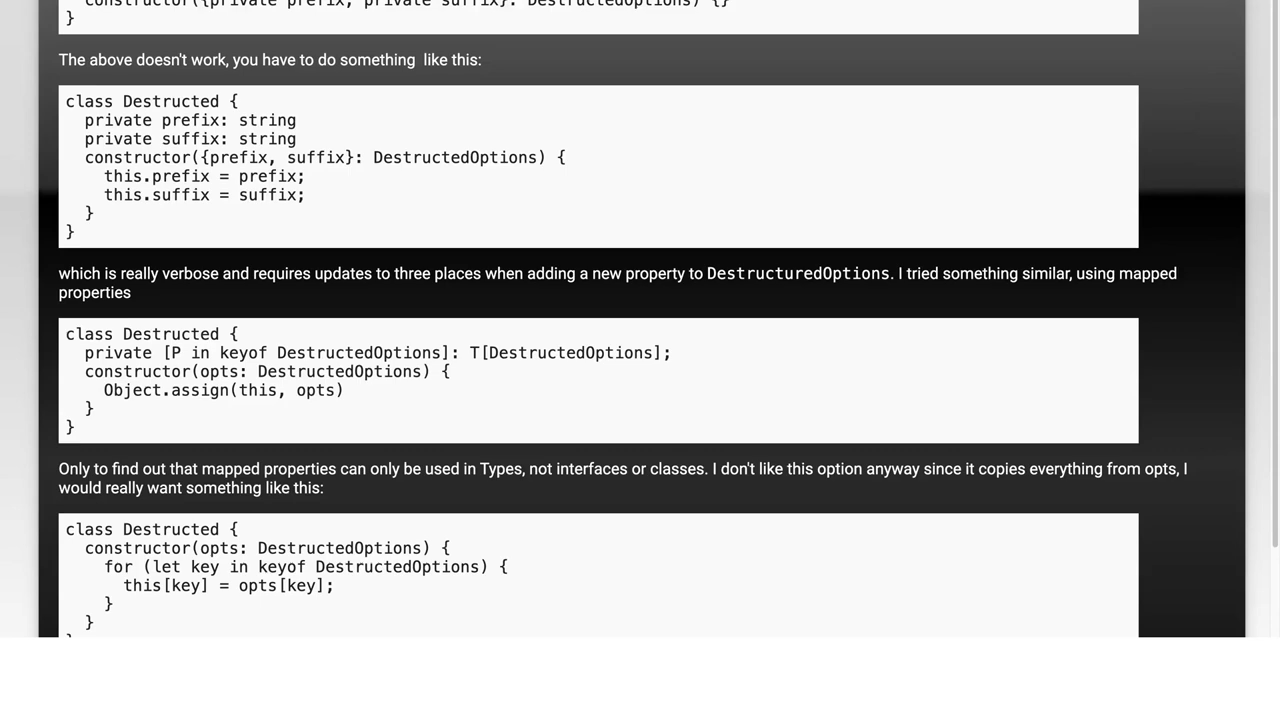 constructor({private prefix, private suffix}: DestructedOptions) {}
}
The above doesn't work, you have to do something  like this:
class Destructed {
  private prefix: string
  private suffix: string
  constructor({prefix, suffix}: DestructedOptions) {
    this.prefix = prefix;
    this.suffix = suffix;
  }
}
which is really verbose and requires updates to three places when adding a new property to DestructuredOptions. I tried something similar, using mapped
properties
class Destructed {
  private [P in keyof DestructedOptions]: T[DestructedOptions];
  constructor(opts: DestructedOptions) {
    Object.assign(this, opts)
  }
}
Only to find out that mapped properties can only be used in Types, not interfaces or classes. I don't like this option anyway since it copies everything from opts, I
would really want something like this:
class Destructed {
  constructor(opts: DestructedOptions) {
    for (let key in keyof DestructedOptions) {
      this[key] = opts[key];
    }
  }
}